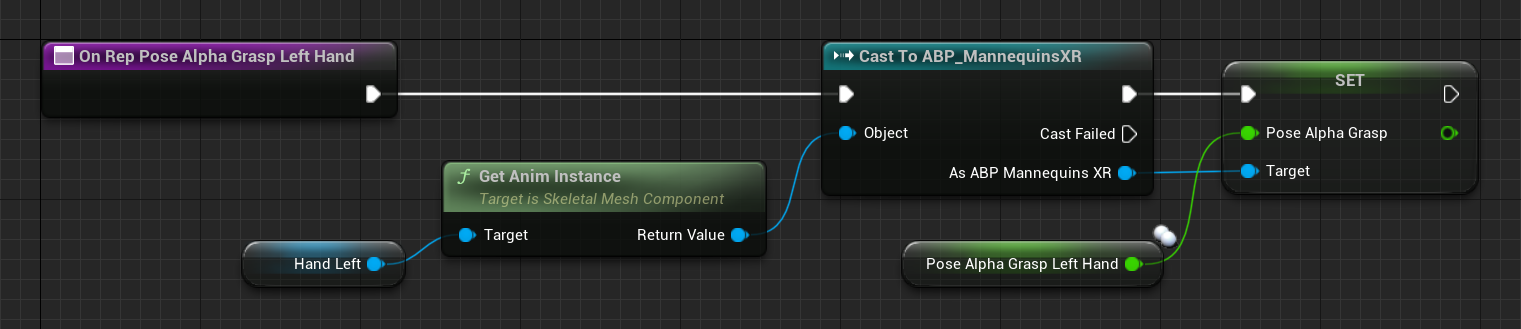 On Rep Pose Alpha Grasp Left Hand
Cast To ABP_MannequinsXR
SET
Object
Cast Failed
Pose Alpha Grasp
As ABP Mannequins XR
Target
f Get Anim Instance
Target is Skeletal Mesh Component
Target
Return Value
Hand Left
Pose Alpha Grasp Left Hand